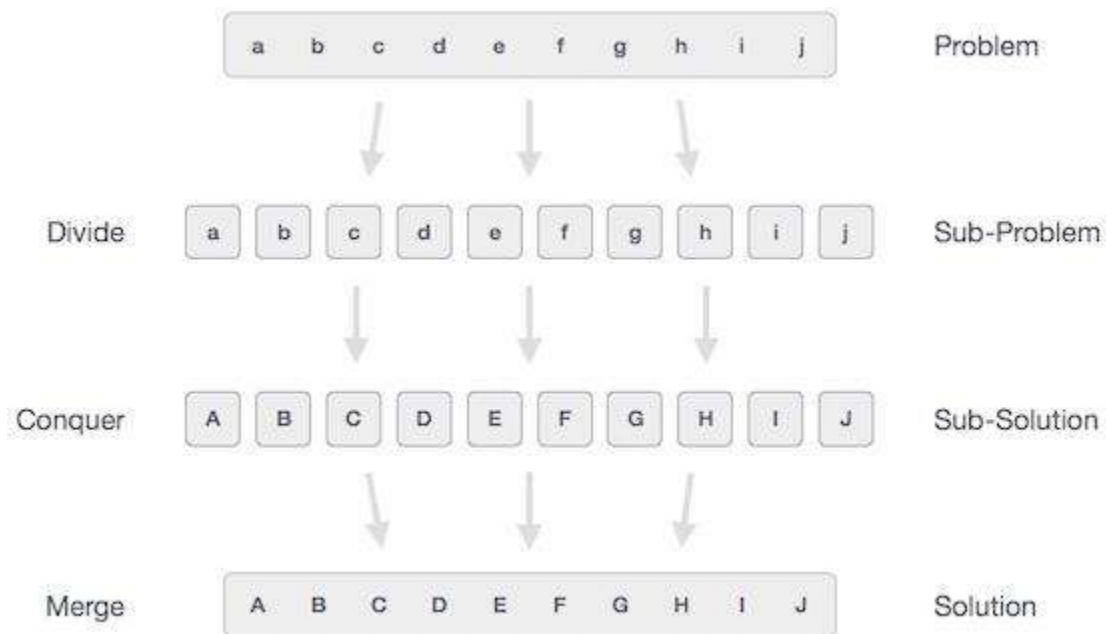 a b c d e f g h i j Problem
Divide a b c d e f g h i j Sub-Problem
Conquer A B C D E F G H I J Sub-Solution
Merge A B C D E F G H I J Solution